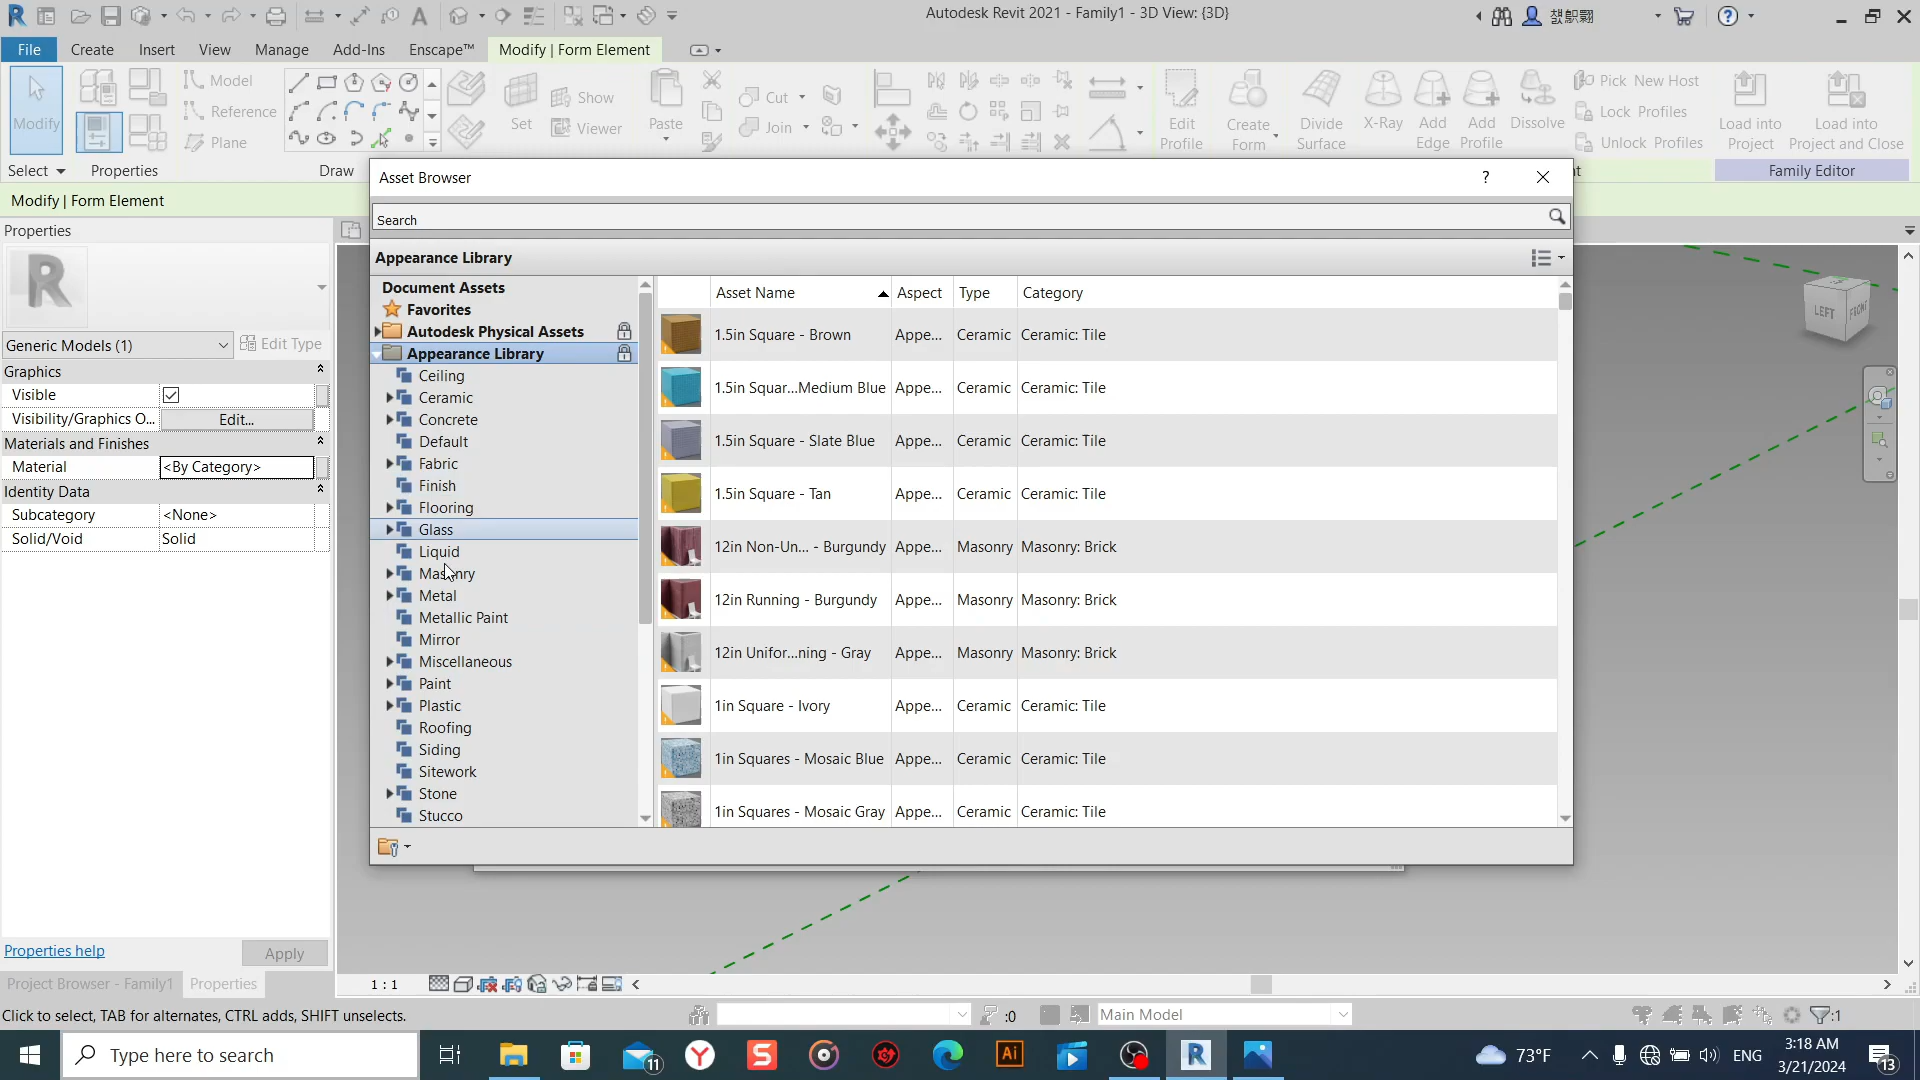 Autodesk Revit 2021 - Family1 - 3D View: {3D}
File Create Insert View Manage Add-Ins Enscape™ Modify | Form Element
Modify
Model
Reference
Plane
Set
Show
Viewer
Paste
Cut
Join
Edit Profile
Create Form
Divide Surface
X-Ray
Add Edge
Add Profile
Dissolve
Pick New Host
Lock Profiles
Unlock Profiles
Load into Project
Load into Project and Close
Select
Properties
Draw
Family Editor
Modify | Form Element
Properties
Generic Models (1)
Edit Type
Graphics
Visible
Visibility/Graphics O... Edit...
Materials and Finishes
Material <By Category>
Identity Data
Subcategory <None>
Solid/Void Solid
Properties help
Apply
Project Browser - Family1 Properties
Asset Browser
?
Search
Appearance Library
Document Assets
Favorites
Autodesk Physical Assets
Appearance Library
Ceiling
Ceramic
Concrete
Default
Fabric
Finish
Flooring
Glass
Liquid
Masonry
Metal
Metallic Paint
Mirror
Miscellaneous
Paint
Plastic
Roofing
Siding
Sitework
Stone
Stucco
Asset Name Aspect Type Category
1.5in Square - Brown Appe... Ceramic Ceramic: Tile
1.5in Squar...Medium Blue Appe... Ceramic Ceramic: Tile
1.5in Square - Slate Blue Appe... Ceramic Ceramic: Tile
1.5in Square - Tan Appe... Ceramic Ceramic: Tile
12in Non-Un... - Burgundy Appe... Masonry Masonry: Brick
12in Running - Burgundy Appe... Masonry Masonry: Brick
12in Unifor...ning - Gray Appe... Masonry Masonry: Brick
1in Square - Ivory Appe... Ceramic Ceramic: Tile
1in Squares - Mosaic Blue Appe... Ceramic Ceramic: Tile
1in Squares - Mosaic Gray Appe... Ceramic Ceramic: Tile
LEFT FRONT
1 : 1
Click to select, TAB for alternates, CTRL adds, SHIFT unselects.
:0
Main Model
:1
Type here to search
11
Ai
R
73°F
ENG
3:18 AM
3/21/2024
13